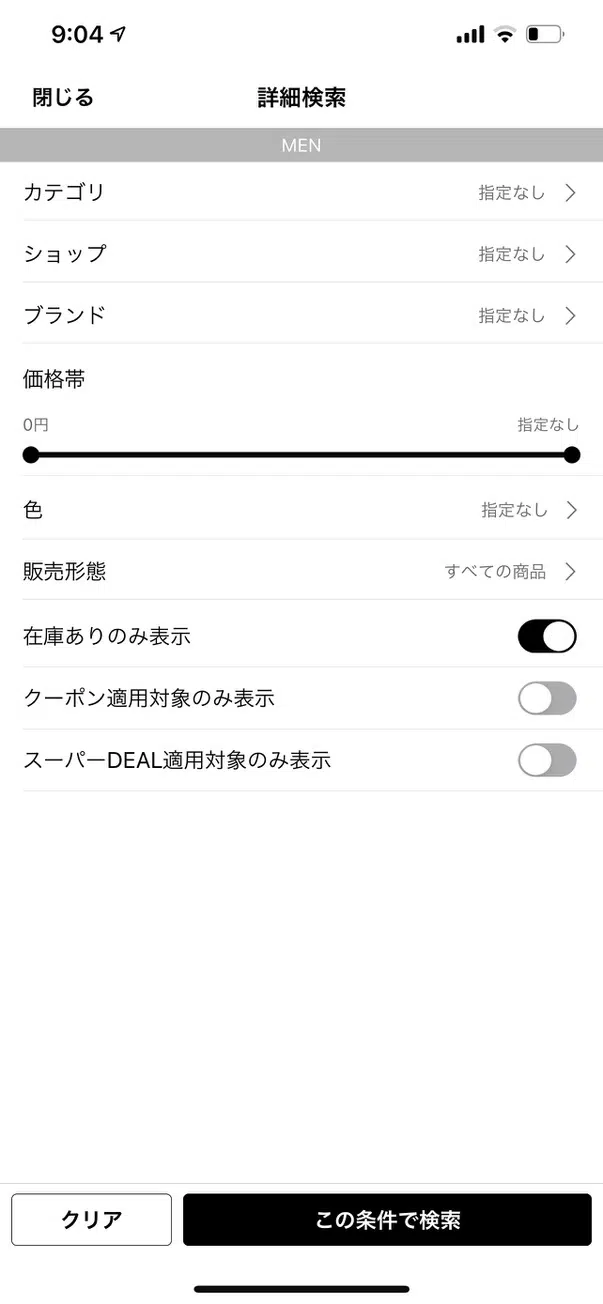 9:04
閉じる 詳細検索
MEN
カテゴリ 指定なし
ショップ 指定なし
ブランド 指定なし
価格帯
0円 指定なし
色 指定なし
販売形態 すべての商品
在庫ありのみ表示
クーポン適用対象のみ表示
スーパーDEAL適用対象のみ表示
クリア この条件で検索